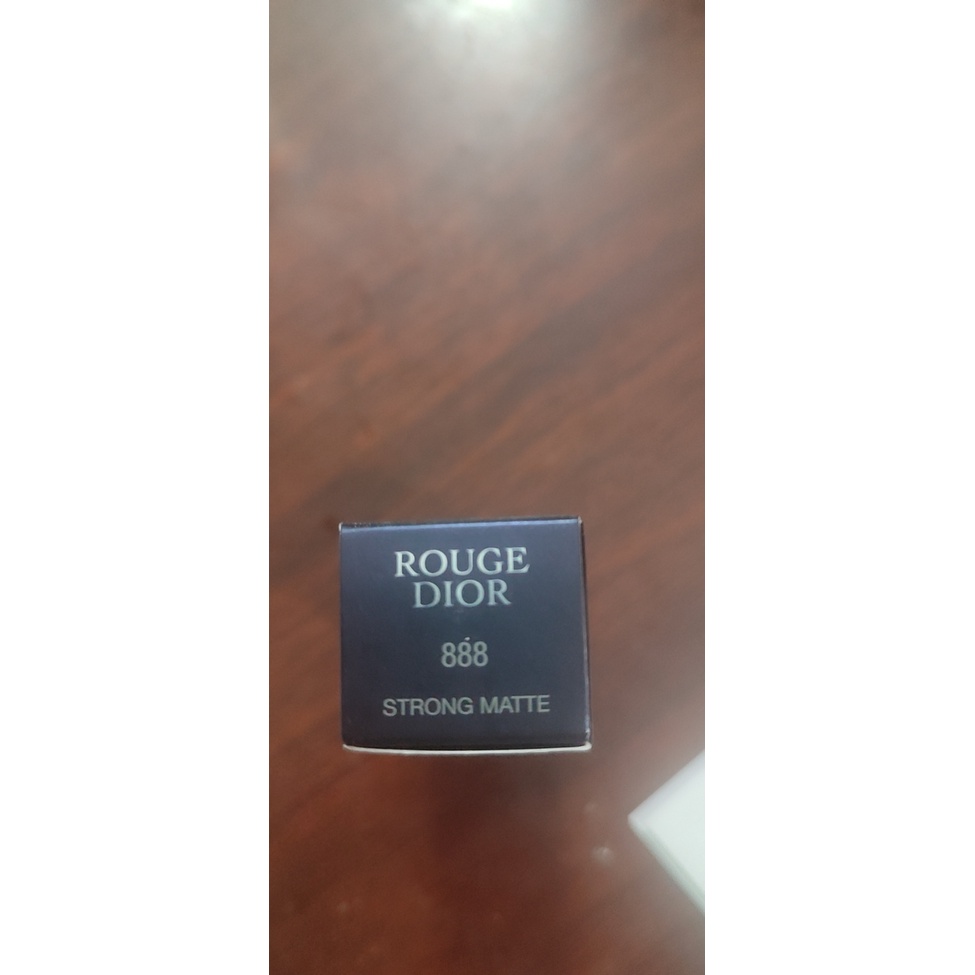 ROUGE
DIOR
888
STRONG MATTE